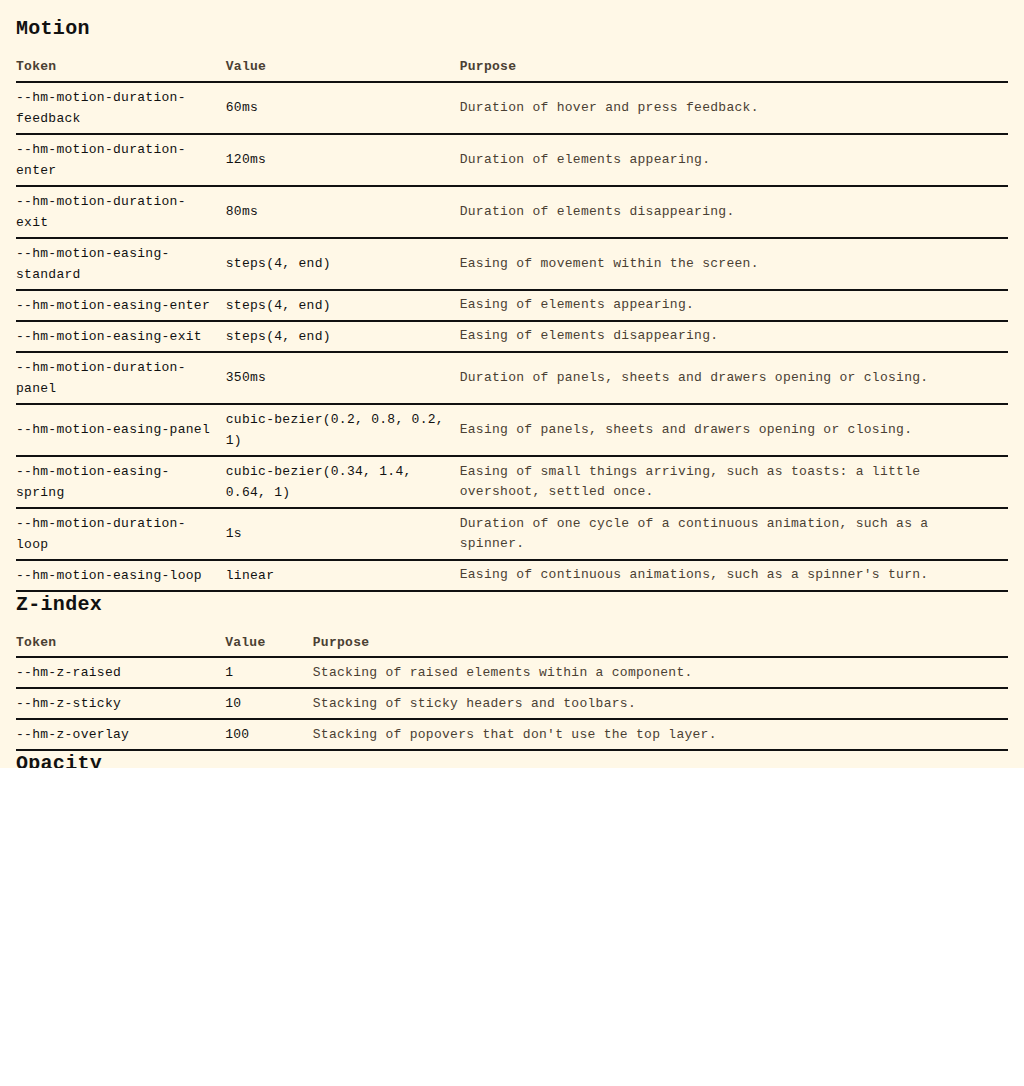 Motion
Token Value Purpose
--hm-motion-duration-
feedback
60ms
Duration of hover and press feedback.
--hm-motion-duration-
enter
120ms
Duration of elements appearing.
--hm-motion-duration-
exit
80ms
Duration of elements disappearing.
--hm-motion-easing-
standard
steps(4, end)
Easing of movement within the screen.
--hm-motion-easing-enter steps(4, end) Easing of elements appearing.
--hm-motion-easing-exit steps(4, end) Easing of elements disappearing.
--hm-motion-duration-
panel
350ms
Duration of panels, sheets and drawers opening or closing.
--hm-motion-easing-panel
cubic-bezier(0.2, 0.8, 0.2,
1)
Easing of panels, sheets and drawers opening or closing.
--hm-motion-easing-
spring
cubic-bezier(0.34, 1.4,
0.64, 1)
Easing of small things arriving, such as toasts: a little
overshoot, settled once.
--hm-motion-duration-
loop
1s
Duration of one cycle of a continuous animation, such as a
spinner.
--hm-motion-easing-loop linear Easing of continuous animations, such as a spinner's turn.
Z-index
Token Value Purpose
--hm-z-raised 1 Stacking of raised elements within a component.
--hm-z-sticky 10 Stacking of sticky headers and toolbars.
--hm-z-overlay 100 Stacking of popovers that don't use the top layer.
Opacity